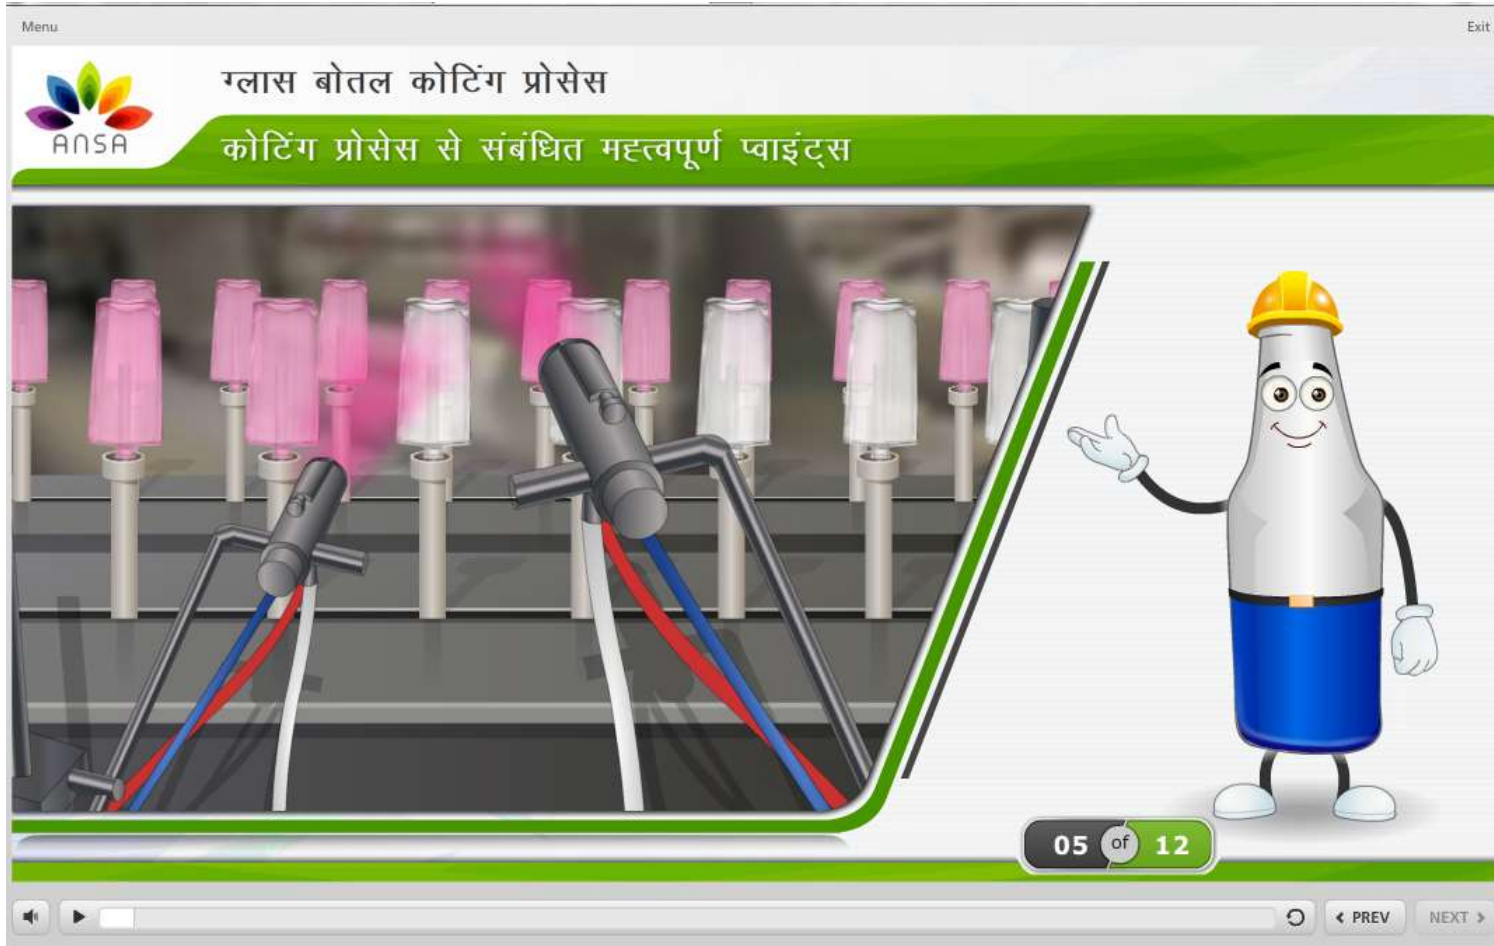 Menu
Exit
ANSA
ग्लास बोतल कोटिंग प्रोसेस
कोटिंग प्रोसेस से संबंधित महत्वपूर्ण प्वाइंट्स
05 of 12
PREV
NEXT